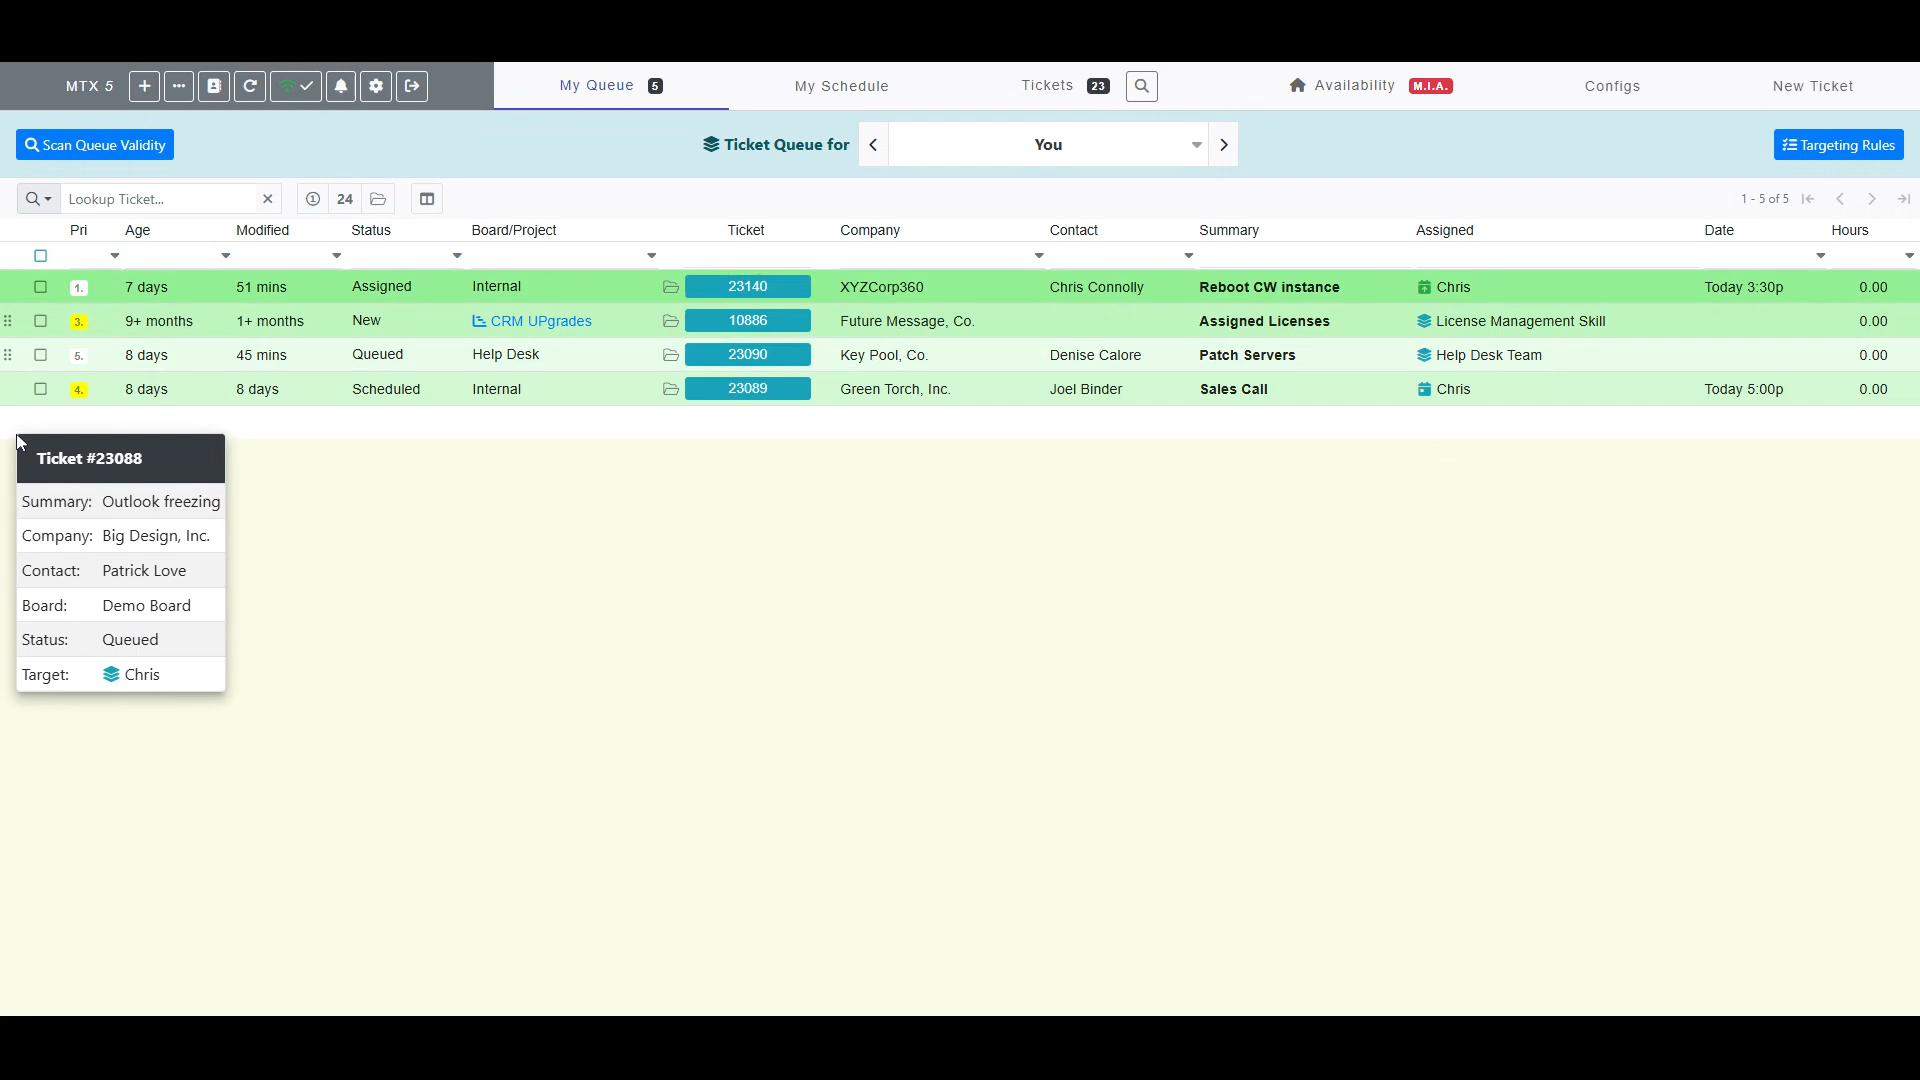 MTX 5
My Queue 5
My Schedule
Tickets 23
Availability M.I.A.
Configs
New Ticket
Scan Queue Validity
Ticket Queue for
You
Targeting Rules
Lookup Ticket...
1
24
1 - 5 of 5
Pri Age Modified Status Board/Project Ticket Company Contact Summary Assigned Date Hours
1. 7 days 51 mins Assigned Internal 23140 XYZCorp360 Chris Connolly Reboot CW instance Chris Today 3:30p 0.00
3. 9+ months 1+ months New CRM UPgrades 10886 Future Message, Co. Assigned Licenses License Management Skill 0.00
5. 8 days 45 mins Queued Help Desk 23090 Key Pool, Co. Denise Calore Patch Servers Help Desk Team 0.00
4. 8 days 8 days Scheduled Internal 23089 Green Torch, Inc. Joel Binder Sales Call Chris Today 5:00p 0.00
Ticket #23088
Summary: Outlook freezing
Company: Big Design, Inc.
Contact: Patrick Love
Board: Demo Board
Status: Queued
Target: Chris